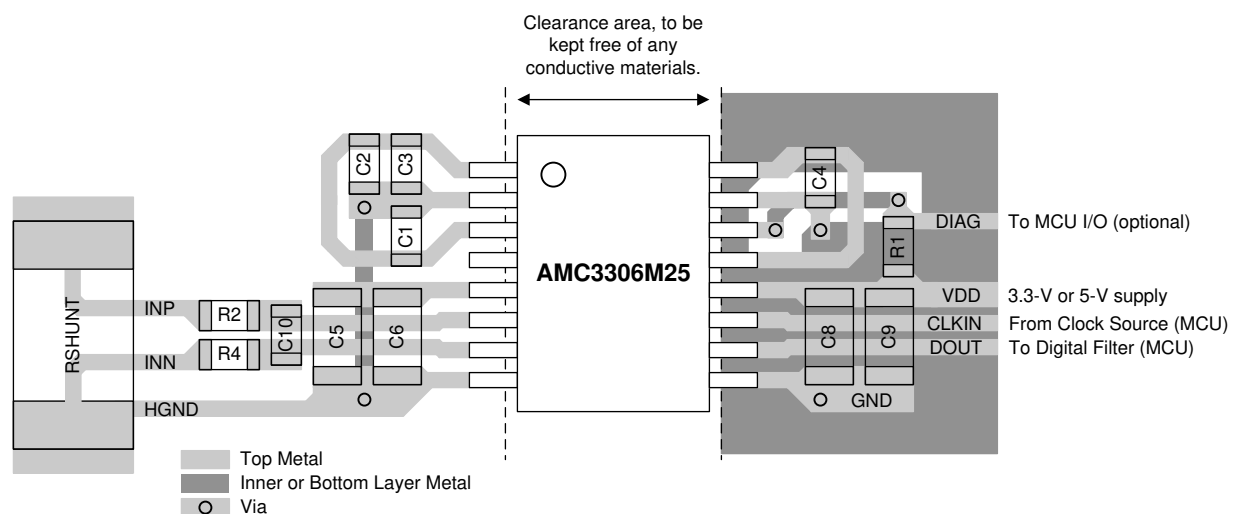 Clearance area, to be
kept free of any
conductive materials.
C2
C3
C1
C4
R1
AMC3306M25
DIAG
To MCU I/O (optional)
VDD
3.3-V or 5-V supply
CLKIN
From Clock Source (MCU)
DOUT
To Digital Filter (MCU)
GND
RSHUNT
INP
INN
HGND
R2
R4
C10
C5
C6
C8
C9
Top Metal
Inner or Bottom Layer Metal
Via